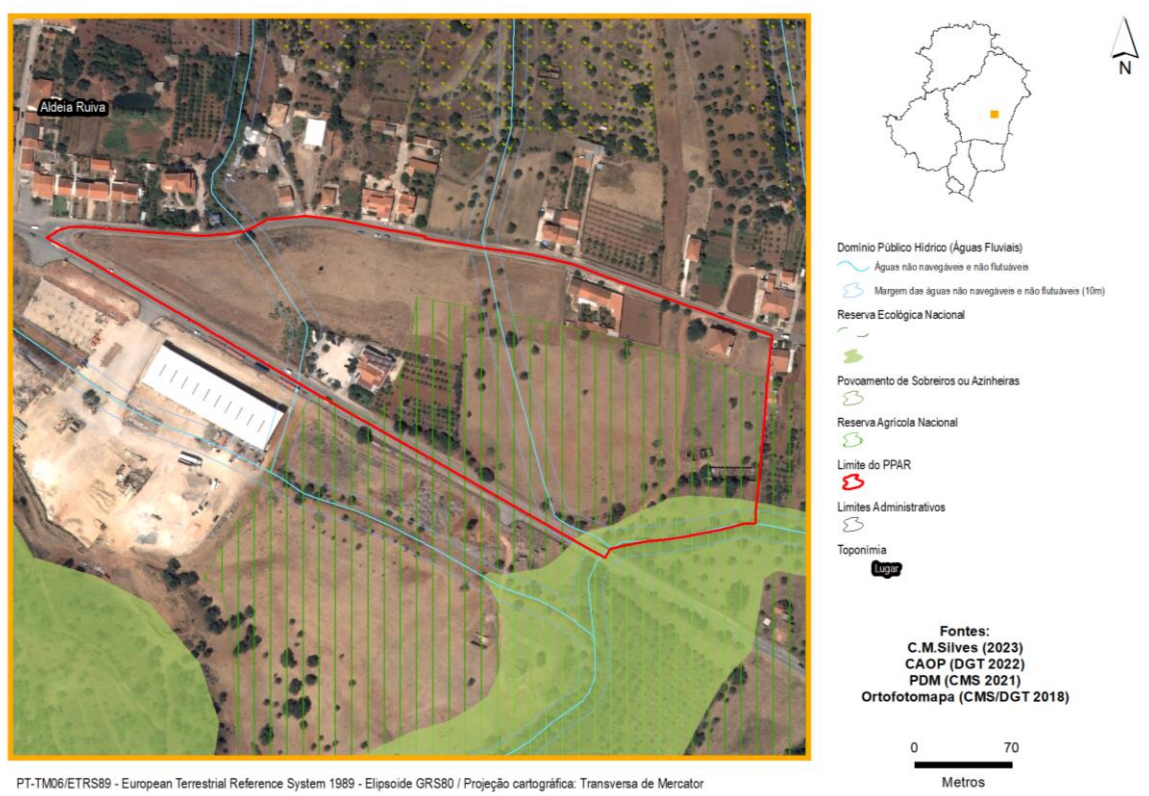 Aldeia Ruiva
N
Domínio Público Hídrico (Águas Fluviais)
Águas não navegáveis e não flutuáveis
Margem das águas não navegáveis e não flutuáveis (10m)
Reserva Ecológica Nacional
Povoamento de Sobreiros ou Azinheiras
Reserva Agrícola Nacional
Limite do PPAR
Limites Administrativos
Toponimia
Lugar
Fontes:
C.M.Silves (2023)
CAOP (DGT 2022)
PDM (CMS 2021)
Ortofotomapa (CMS/DGT 2018)
0 70
Metros
PT-TM06/ETRS89 - European Terrestrial Reference System 1989 - Elipsoide GRS80 / Projeção cartográfica: Transversa de Mercator